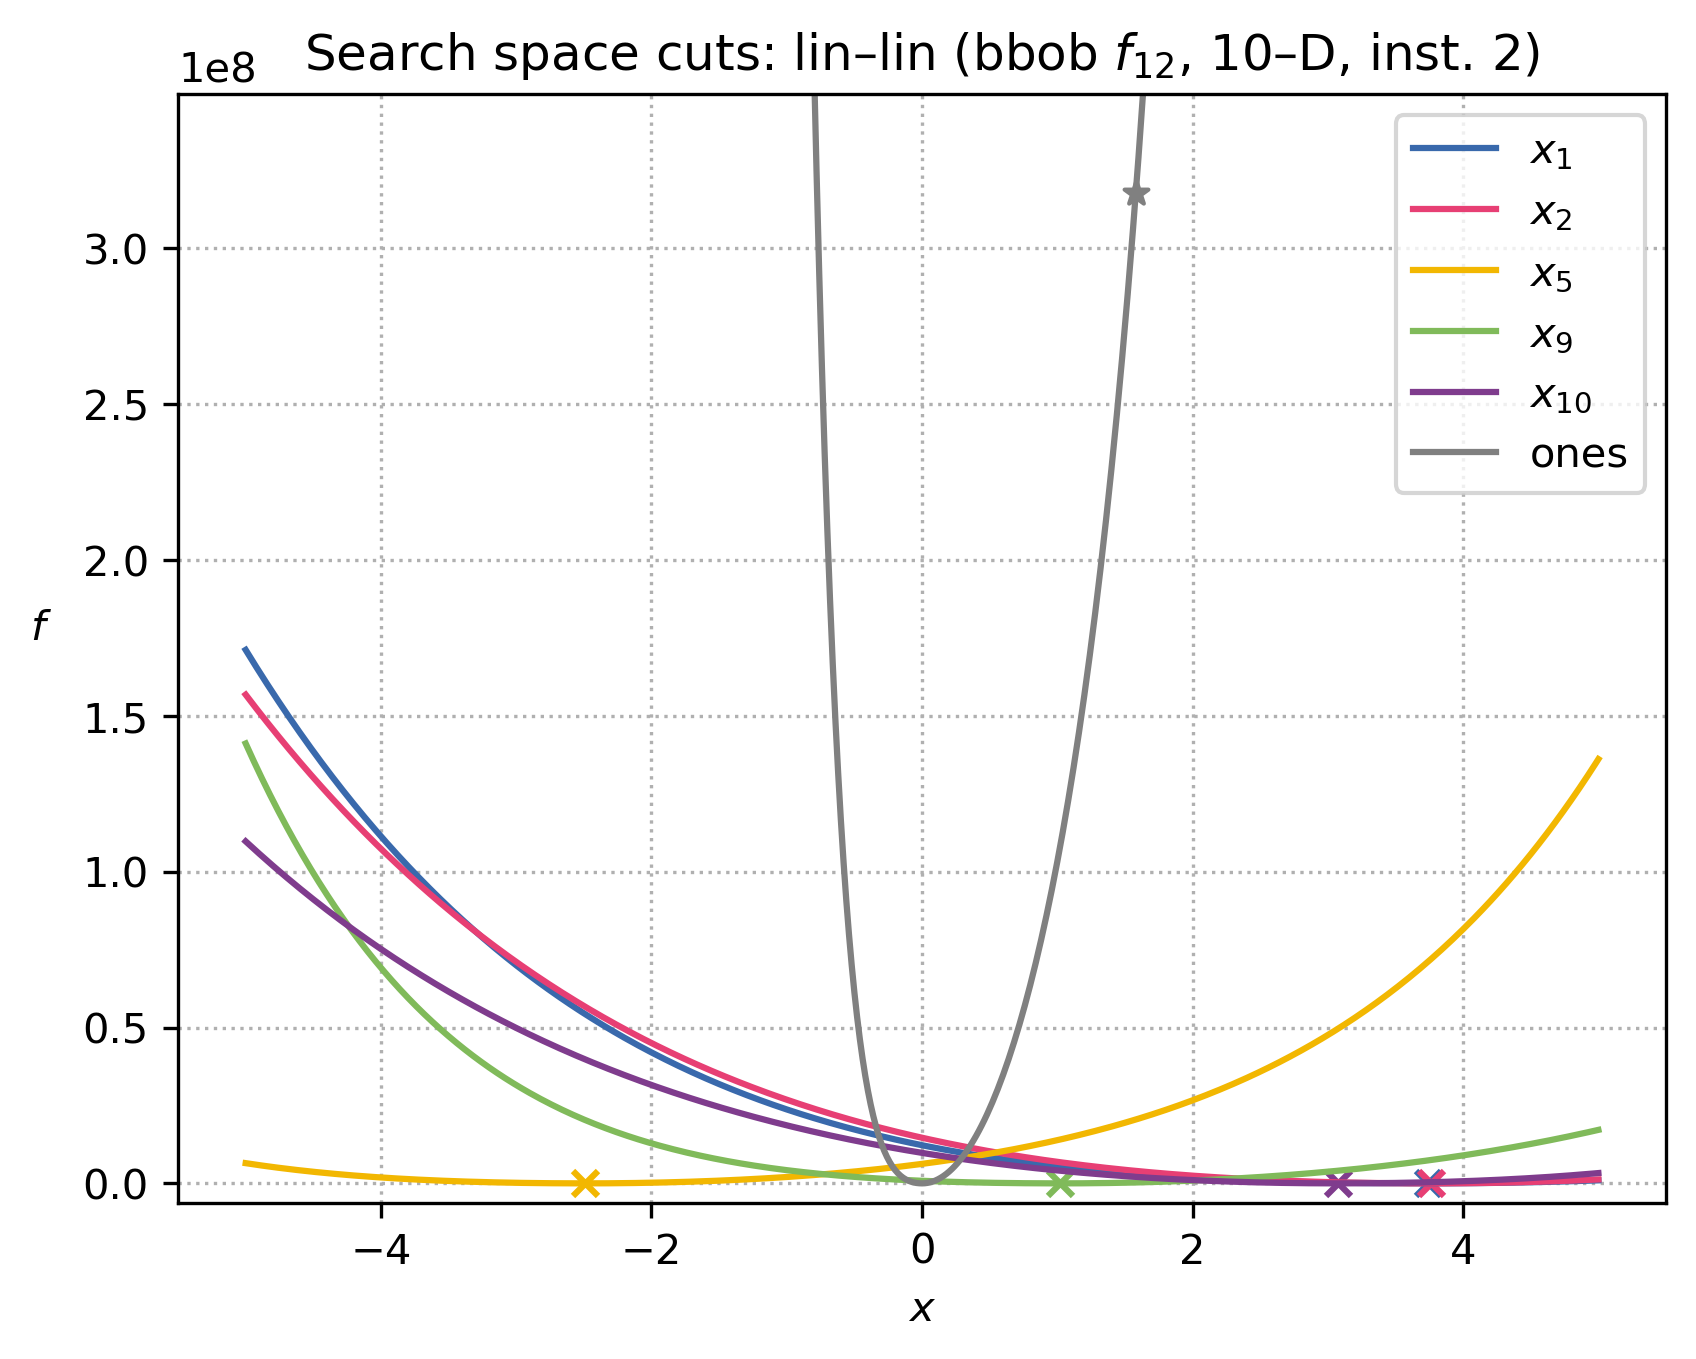 Search space cuts: lin–lin (bbob f₁₂, 10–D, inst. 2)
1e8
3.0
2.5
2.0
1.5
1.0
0.5
0.0
f
−4 −2 0 2 4
x
x₁
x₂
x₅
x₉
x₁₀
ones